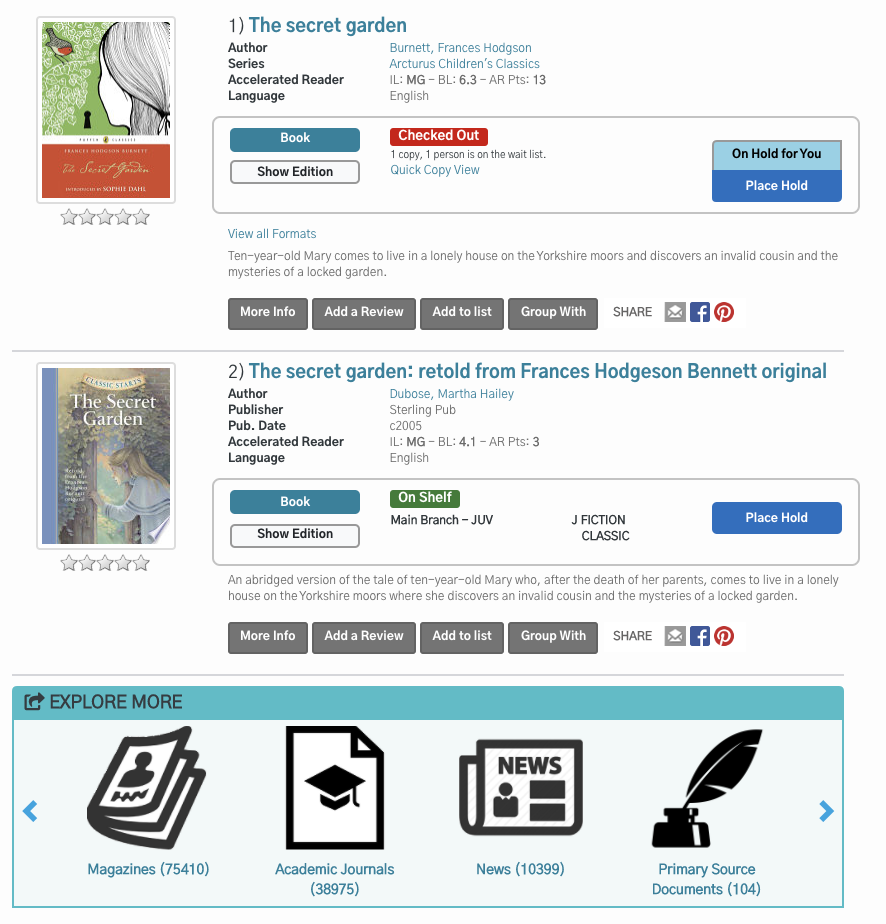 1) The secret garden
Author Burnett, Frances Hodgson
Series Arcturus Children's Classics
Accelerated Reader IL: MG - BL: 6.3 - AR Pts: 13
Language English
PUFFIN CLASSICS
FRANCES HODGSON BURNETT
The Secret Garden
INTRODUCED BY SOPHIE DAHL
Book
Show Edition
Checked Out
1 copy, 1 person is on the wait list.
Quick Copy View
On Hold for You
Place Hold
View all Formats
Ten-year-old Mary comes to live in a lonely house on the Yorkshire moors and discovers an invalid cousin and the
mysteries of a locked garden.
More Info Add a Review Add to list Group With SHARE
2) The secret garden: retold from Frances Hodgeson Bennett original
Author Dubose, Martha Hailey
Publisher Sterling Pub
Pub. Date c2005
Accelerated Reader IL: MG - BL: 4.1 - AR Pts: 3
Language English
CLASSIC STARTS
The Secret
Garden
Retold
from the
Frances
Hodgson
Burnett
original
Book
Show Edition
On Shelf
Main Branch - JUV J FICTION
CLASSIC
Place Hold
An abridged version of the tale of ten-year-old Mary who, after the death of her parents, comes to live in a lonely
house on the Yorkshire moors where she discovers an invalid cousin and the mysteries of a locked garden.
More Info Add a Review Add to list Group With SHARE
EXPLORE MORE
NEWS
Magazines (75410)
Academic Journals
(38975)
News (10399)
Primary Source
Documents (104)